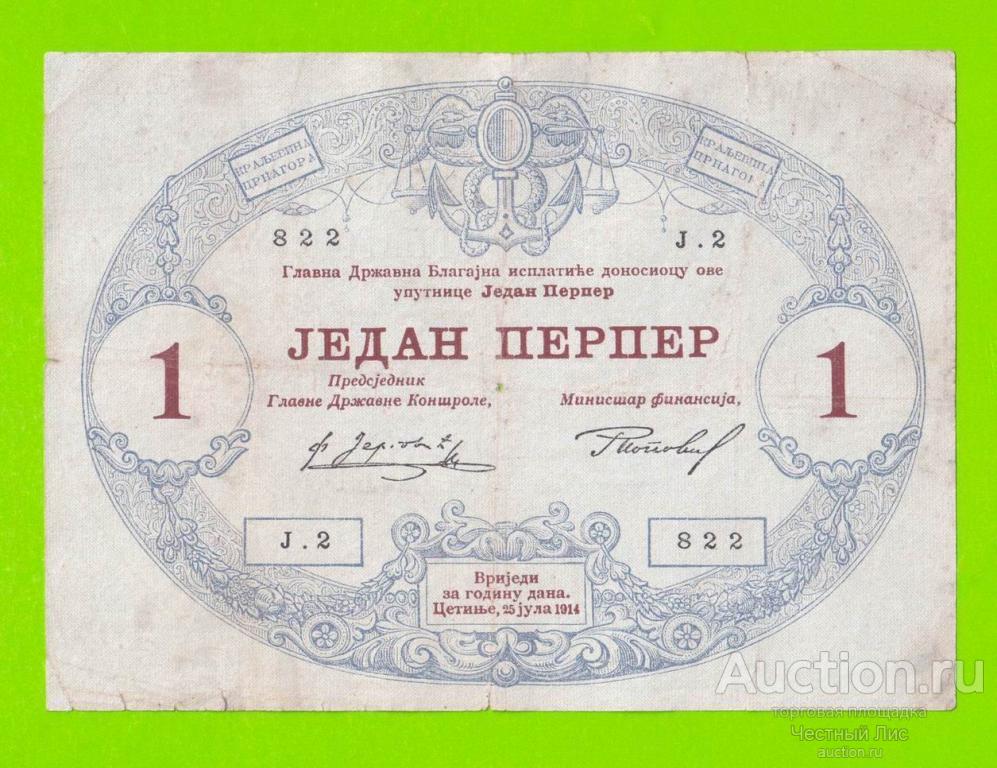 КРАЉЕВИНА
ЦРНАГОРА
КРАЉЕВИНА
ЦРНАГОРА
822
J.2
Главна Државна Благајна исплатиће доносиоцу ове
упутнице Један Перпер
ЈЕДАН ПЕРПЕР
1
1
Предсједник
Главне Државне Контроле,
Министар финансија,
J.2
822
Вриједи
за годину дана.
Цетиње, 25 јула 1914
Auction.ru
торговая площадка
Честный Лис
auction.ru